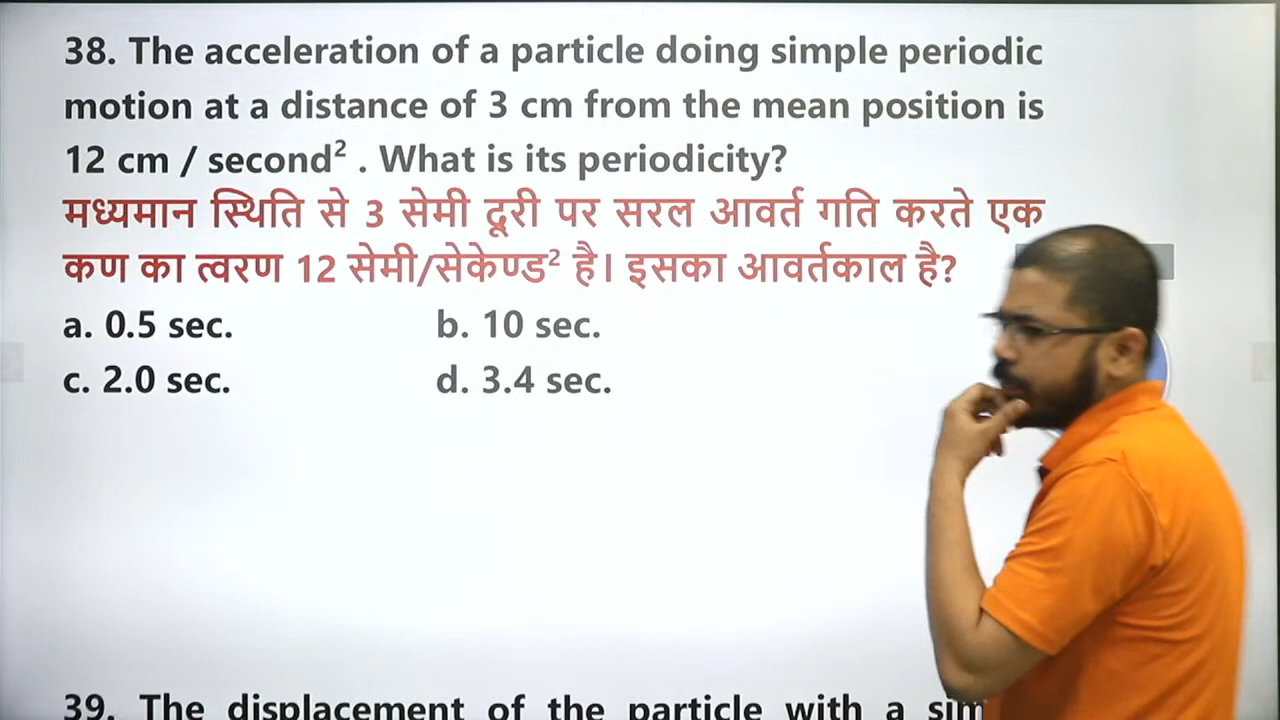 38. The acceleration of a particle doing simple periodic
motion at a distance of 3 cm from the mean position is
12 cm / second² . What is its periodicity?
मध्यमान स्थिति से 3 सेमी दूरी पर सरल आवर्त गति करते एक
कण का त्वरण 12 सेमी/सेकेण्ड² है। इसका आवर्तकाल है?
a. 0.5 sec. b. 10 sec.
c. 2.0 sec. d. 3.4 sec.
39. The displacement of the particle with a